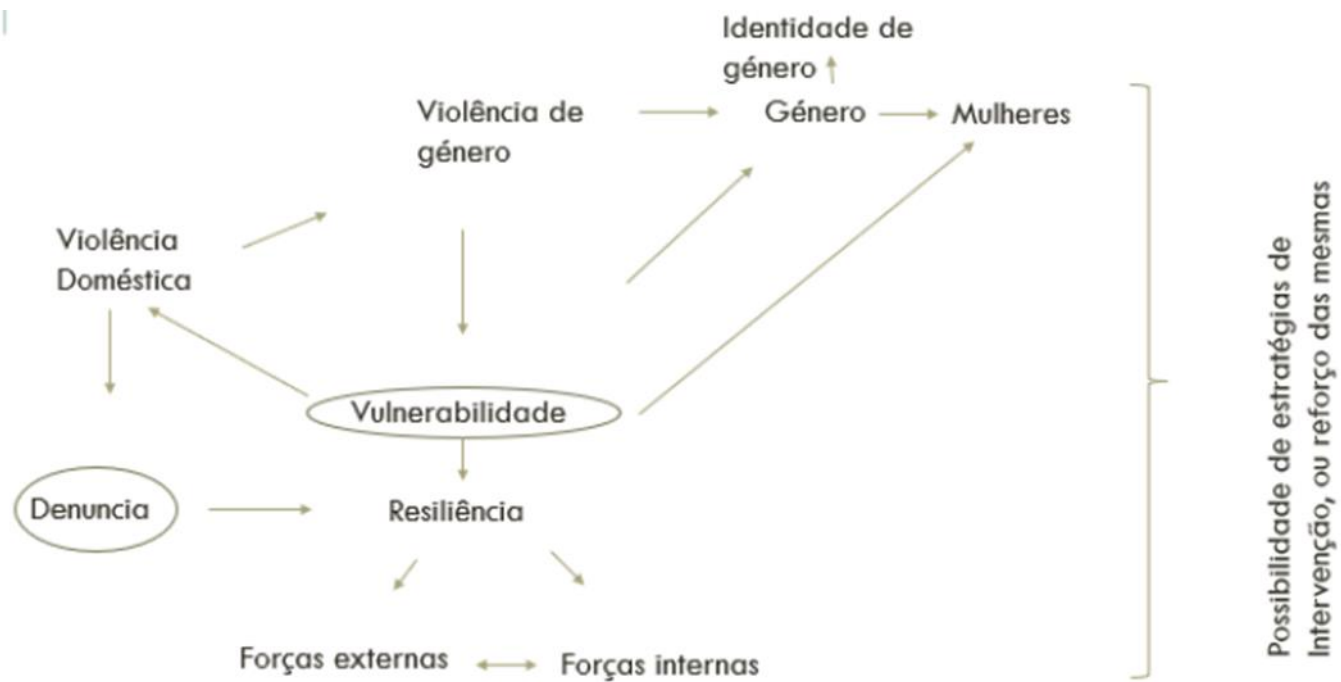 Identidade de
género
Violência de
género
Género
Mulheres
Violência
Doméstica
Vulnerabilidade
Denuncia
Resiliência
Forças externas
Forças internas
Possibilidade de estratégias de
Intervenção, ou reforço das mesmas